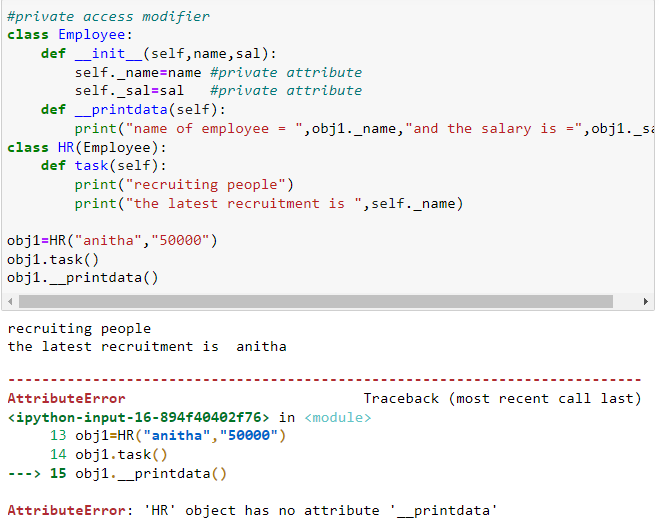 #private access modifier
class Employee:
    def __init__(self,name,sal):
        self._name=name #private attribute
        self._sal=sal   #private attribute
    def __printdata(self):
        print("name of employee = ",obj1._name,"and the salary is =",obj1._sa
class HR(Employee):
    def task(self):
        print("recruiting people")
        print("the latest recruitment is ",self._name)

obj1=HR("anitha","50000")
obj1.task()
obj1.__printdata()
recruiting people
the latest recruitment is  anitha
---------------------------------------------------------------------------
AttributeError                            Traceback (most recent call last)
<ipython-input-16-894f40402f76> in <module>
     13 obj1=HR("anitha","50000")
     14 obj1.task()
---> 15 obj1.__printdata()

AttributeError: 'HR' object has no attribute '__printdata'